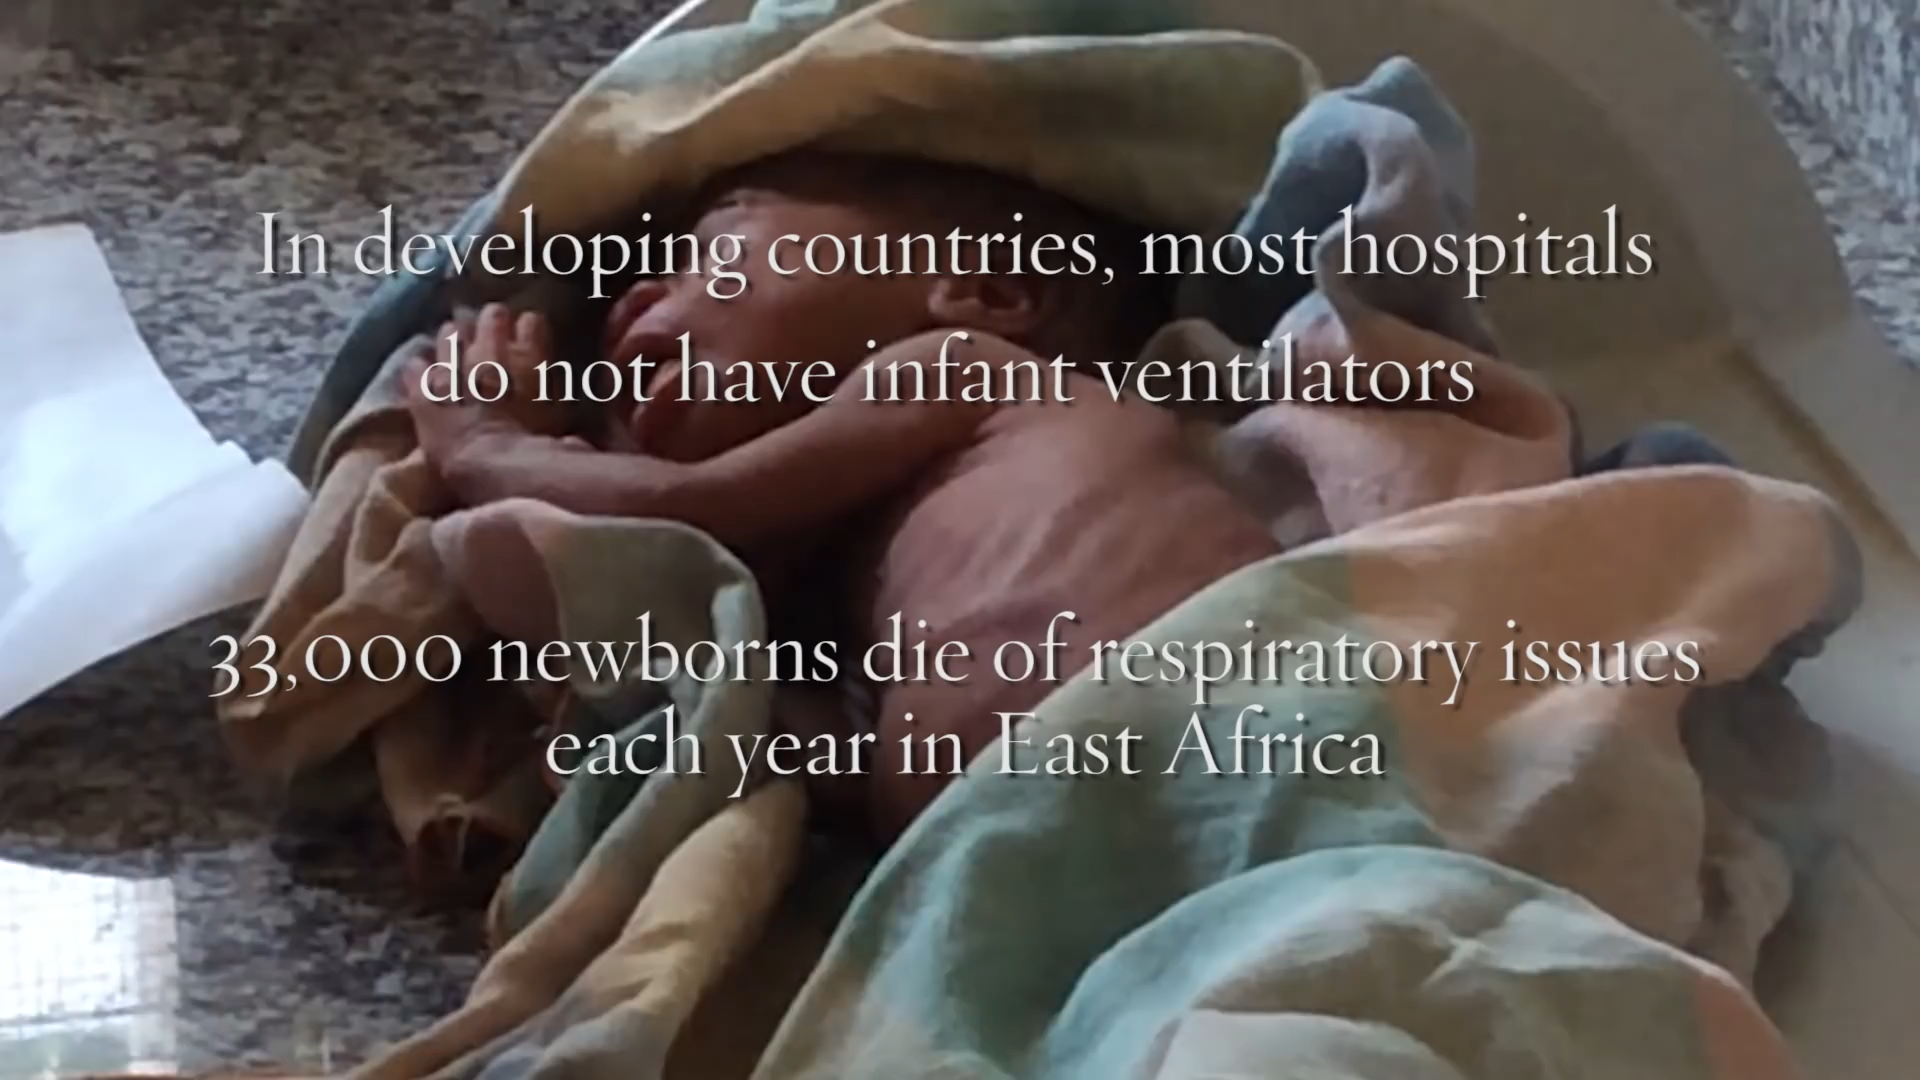 In developing countries, most hospitals
do not have infant ventilators
33,000 newborns die of respiratory issues
each year in East Africa